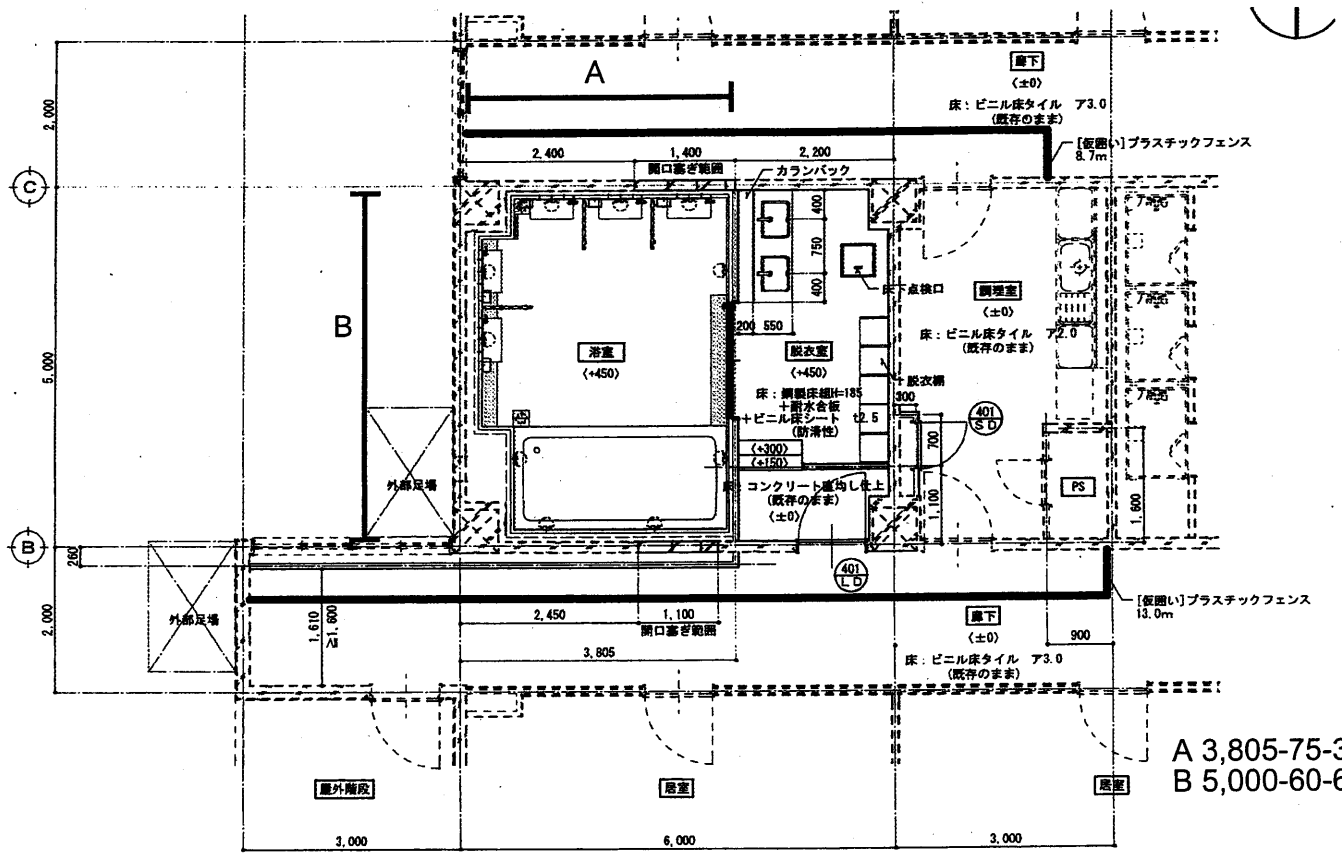 A
廊下
〈±0〉
床：ビニル床タイル ア3.0
(既存のまま)
[仮囲い]プラスチックフェンス
8.7m
2,000
2,400
1,400
2,200
開口塞ぎ範囲
カランバック
C
400
750
400
床下点検口
調理室
〈±0〉
床：ビニル床タイル ア2.0
(既存のまま)
B
200 550
浴室
〈+450〉
脱衣室
〈+450〉
脱衣棚
5,000
床：鋼製床組H=185
+耐水合板
+ビニル床シート t2.5
(防滑性)
300
401
SD
700
〈+300〉
〈+150〉
外部足場
床：コンクリート直均し仕上
(既存のまま)
〈±0〉
1,100
PS
1,600
B
260
401
LD
外部足場
2,000
1,610
≧1,600
2,450
1,100
開口塞ぎ範囲
3,805
廊下
〈±0〉
床：ビニル床タイル ア3.0
(既存のまま)
900
[仮囲い]プラスチックフェンス
13.0m
A 3,805-75-3
B 5,000-60-6
屋外階段
居室
居室
3,000
6,000
3,000